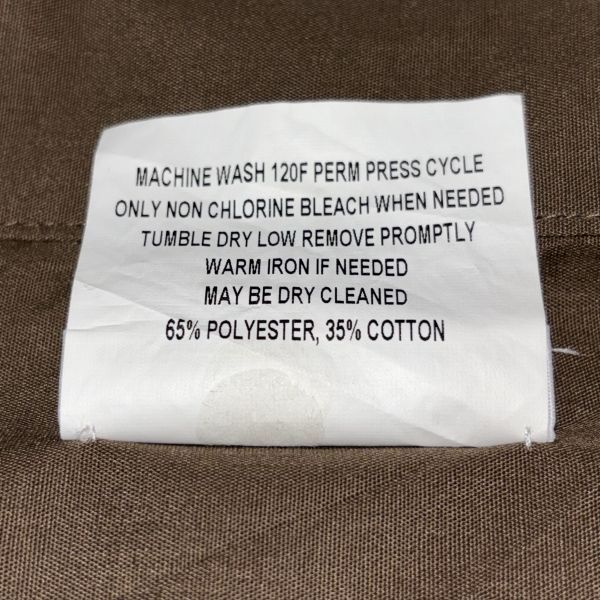 MACHINE WASH 120F PERM PRESS CYCLE
ONLY NON CHLORINE BLEACH WHEN NEEDED
TUMBLE DRY LOW REMOVE PROMPTLY
WARM IRON IF NEEDED
MAY BE DRY CLEANED
65% POLYESTER, 35% COTTON